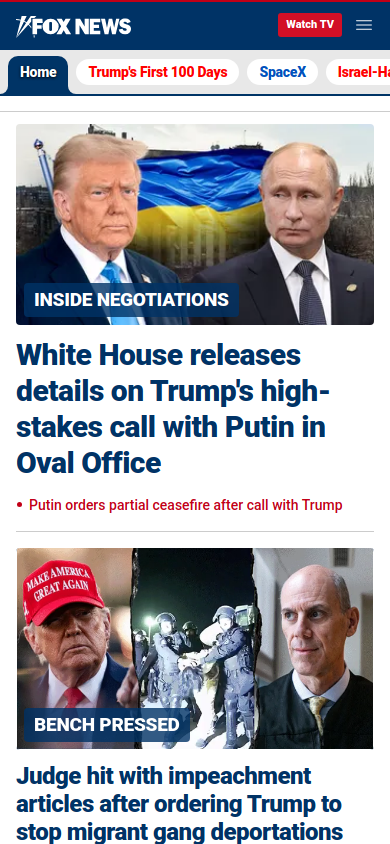 FOX NEWS
Watch TV
Home
Trump's First 100 Days
SpaceX
Israel-Ha
INSIDE NEGOTIATIONS
White House releases
details on Trump's high-
stakes call with Putin in
Oval Office
• Putin orders partial ceasefire after call with Trump
MAKE AMERICA
GREAT AGAIN
BENCH PRESSED
Judge hit with impeachment
articles after ordering Trump to
stop migrant gang deportations